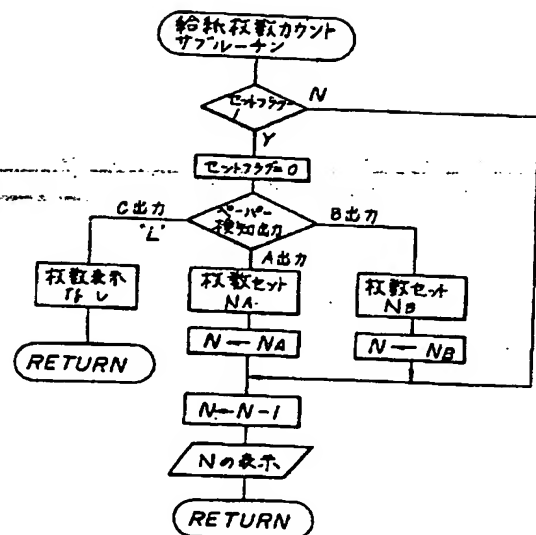 給紙枚数カウント
サブルーチン
セットフラグ=
1
N
Y
セットフラグ=0
ペーパー
検知出力
C出力
"L"
A出力
B出力
枚数表示
なし
RETURN
枚数セット
NA
N ← NA
枚数セット
NB
N ← NB
N←N-1
Nの表示
RETURN